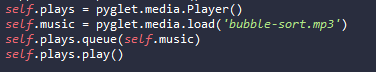 self.plays = pyglet.media.Player()
self.music = pyglet.media.load('bubble-sort.mp3')
self.plays.queue(self.music)
self.plays.play()